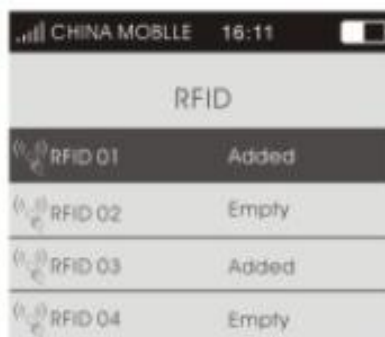 CHINA MOBLLE 16:11
RFID
RFID 01 Added
RFID 02 Empty
RFID 03 Added
RFID 04 Empty